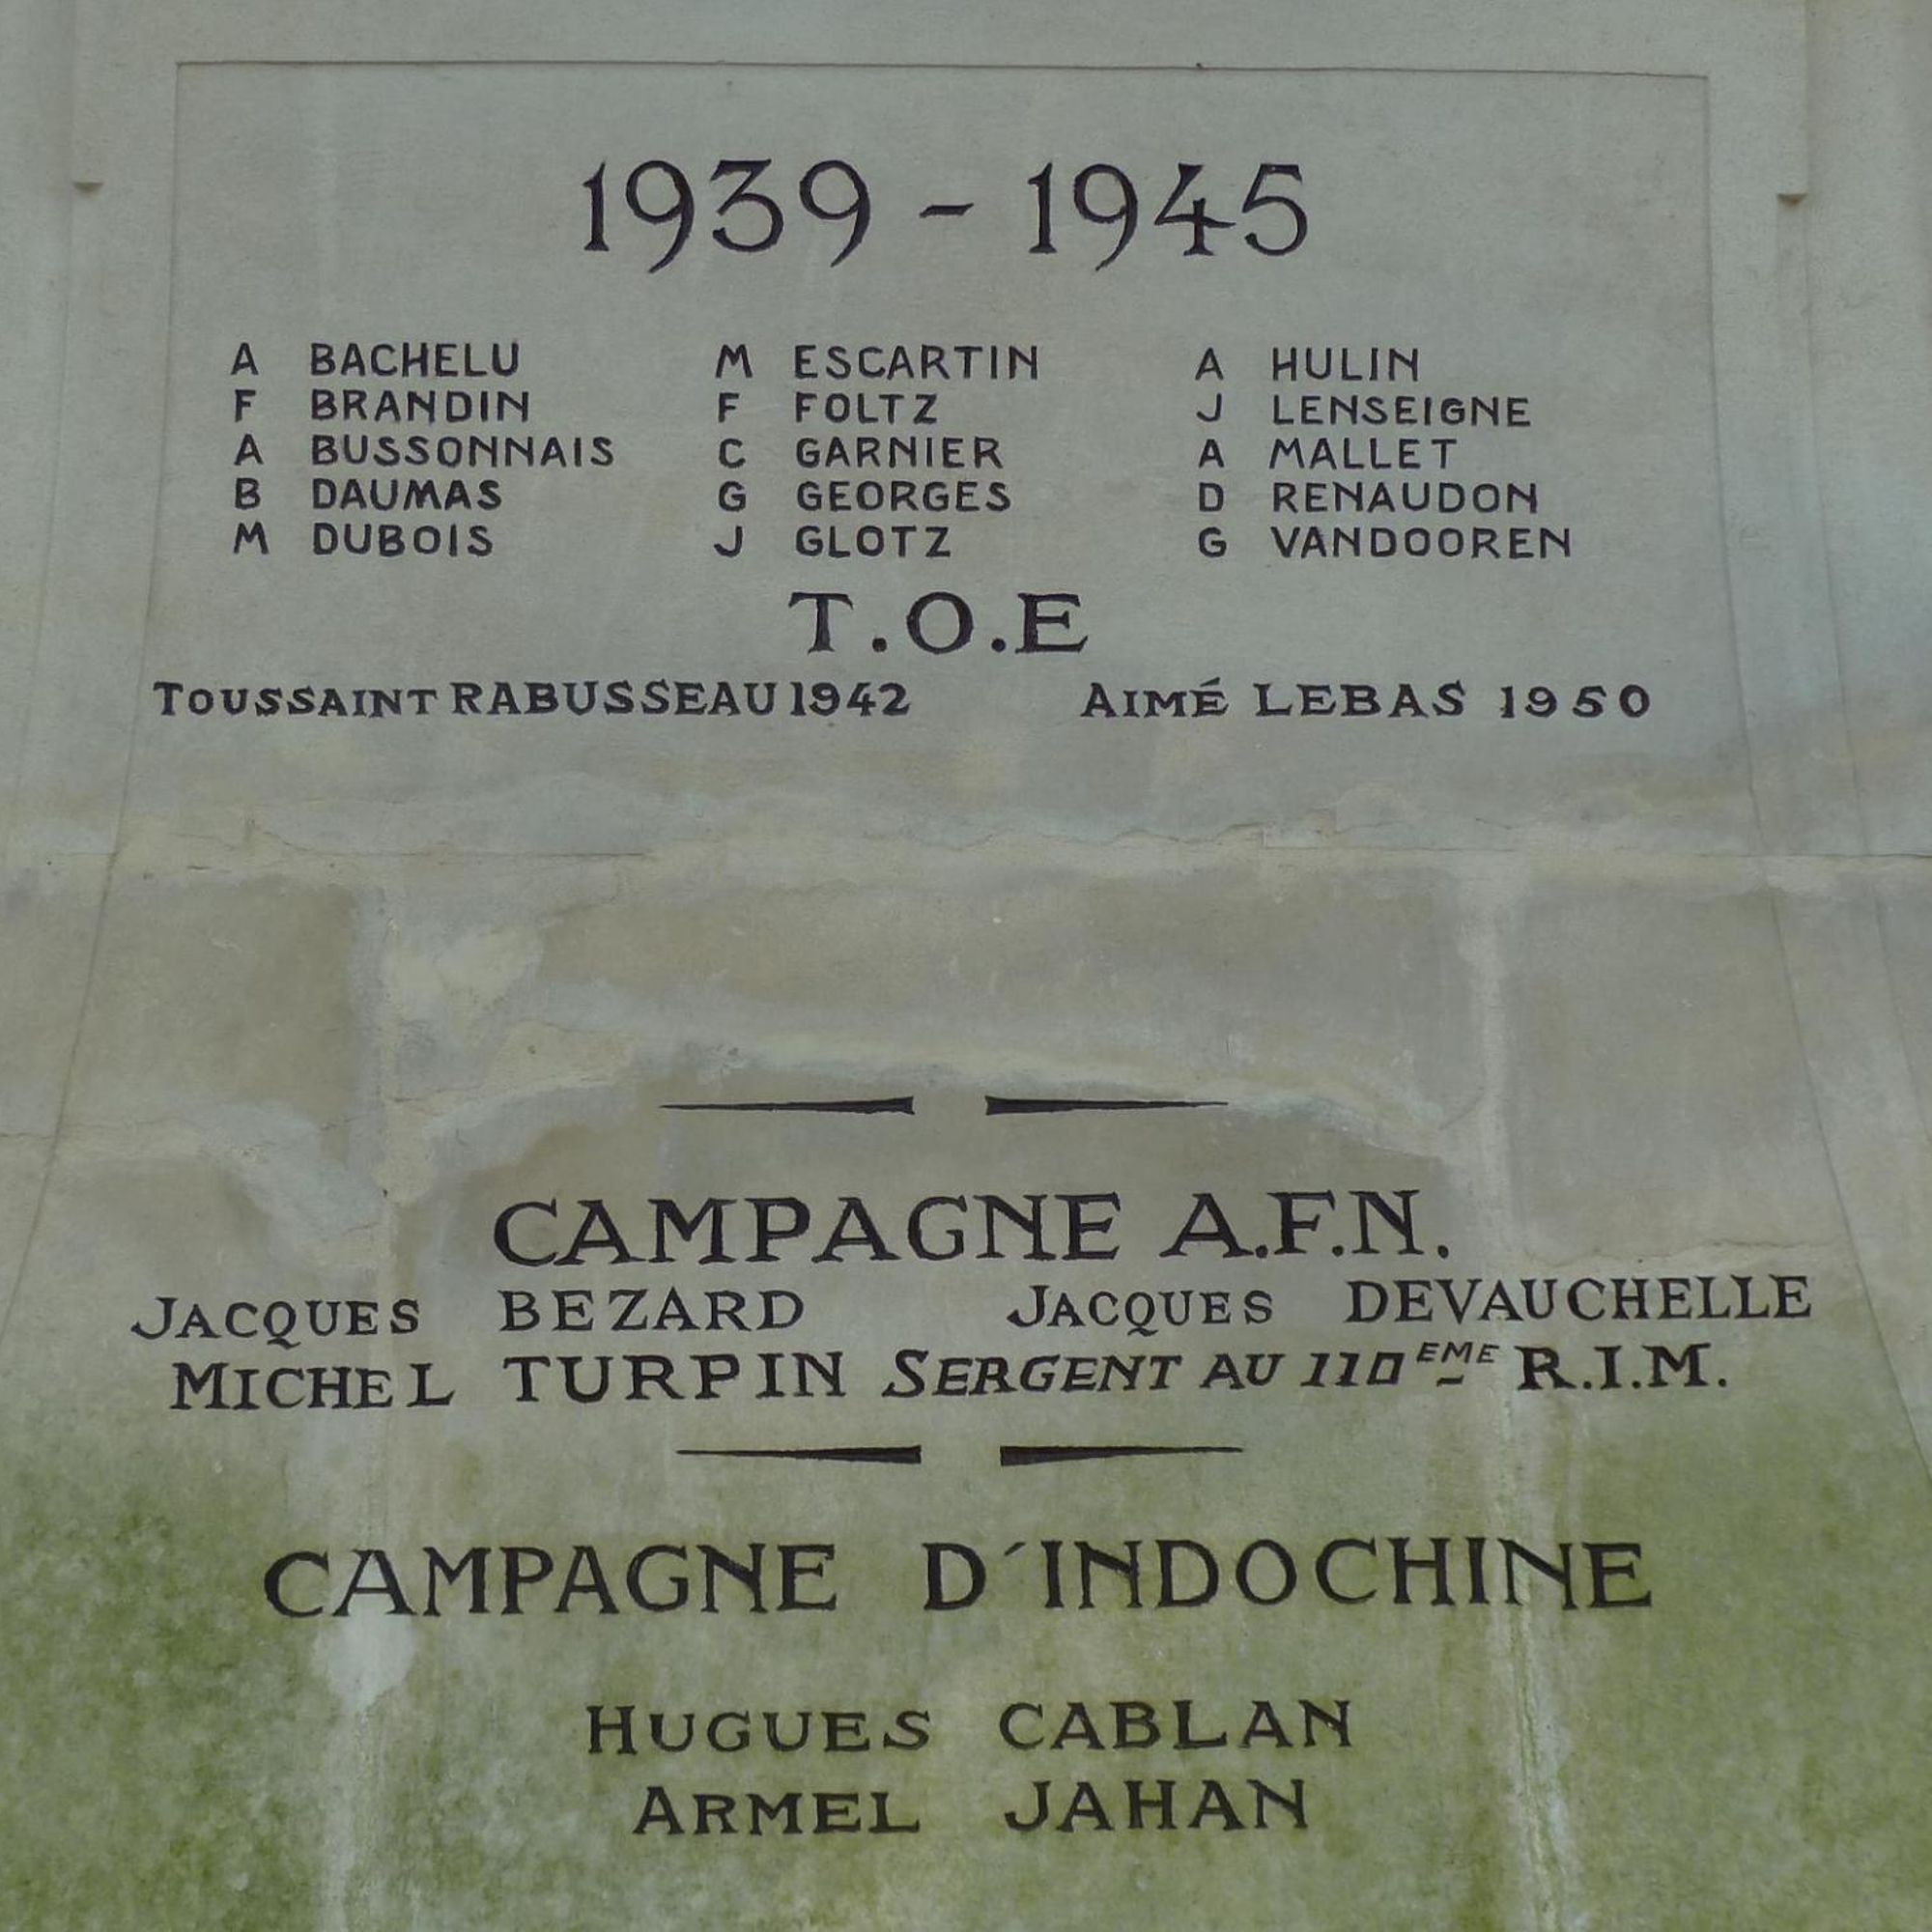 1939 - 1945
A BACHELU M ESCARTIN A HULIN
F BRANDIN F FOLTZ J LENSEIGNE
A BUSSONNAIS C GARNIER A MALLET
B DAUMAS G GEORGES D RENAUDON
M DUBOIS J GLOTZ G VANDOOREN
T.O.E
TOUSSAINT RABUSSEAU 1942 AIMÉ LEBAS 1950
CAMPAGNE A.F.N.
JACQUES BEZARD JACQUES DEVAUCHELLE
MICHEL TURPIN SERGENT AU 110EME R.I.M.
CAMPAGNE D'INDOCHINE
HUGUES CABLAN
ARMEL JAHAN